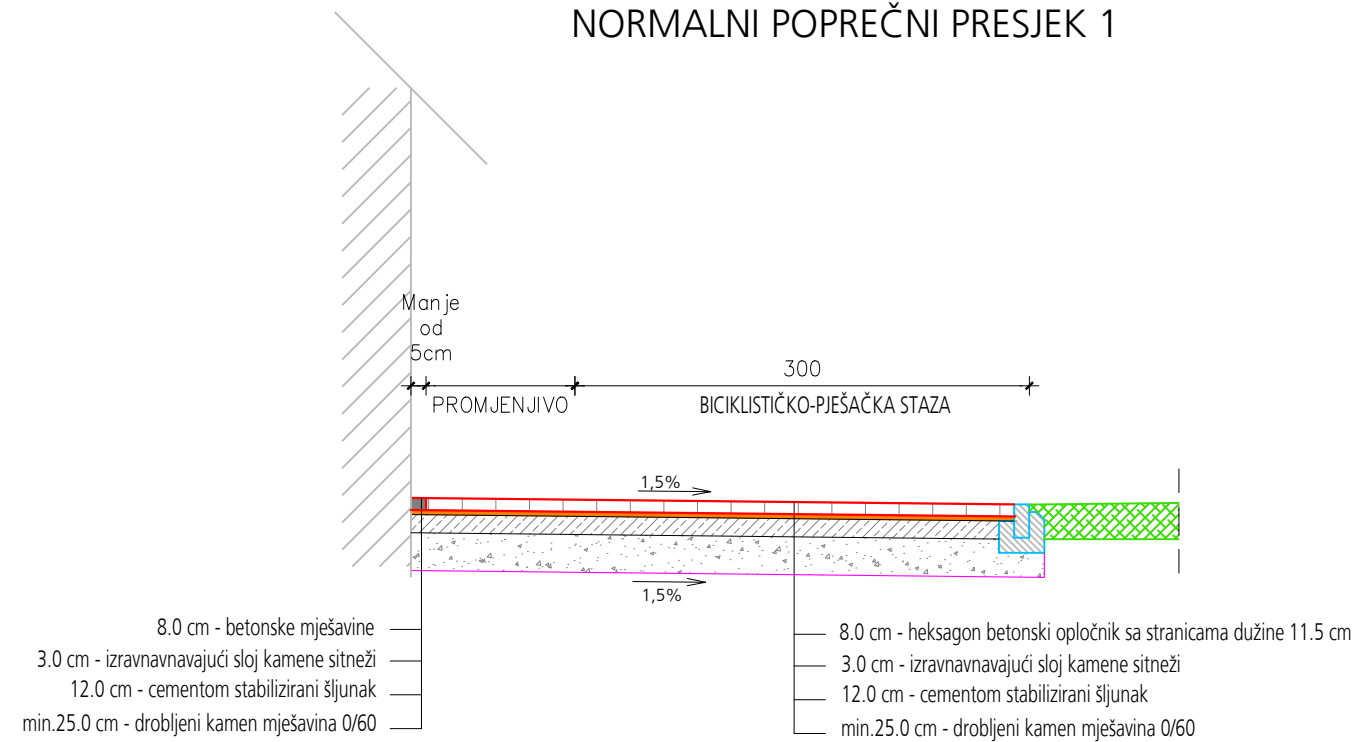 NORMALNI POPREČNI PRESJEK 1
Manje
od
5cm
300
PROMJENJIVO
BICIKLISTIČKO-PJEŠAČKA STAZA
1,5%
1,5%
8.0 cm - betonske mješavine
3.0 cm - izravnavnavajući sloj kamene sitneži
12.0 cm - cementom stabilizirani šljunak
min.25.0 cm - drobljeni kamen mješavina 0/60
8.0 cm - heksagon betonski opločnik sa stranicama dužine 11.5 cm
3.0 cm - izravnavnavajući sloj kamene sitneži
12.0 cm - cementom stabilizirani šljunak
min.25.0 cm - drobljeni kamen mješavina 0/60